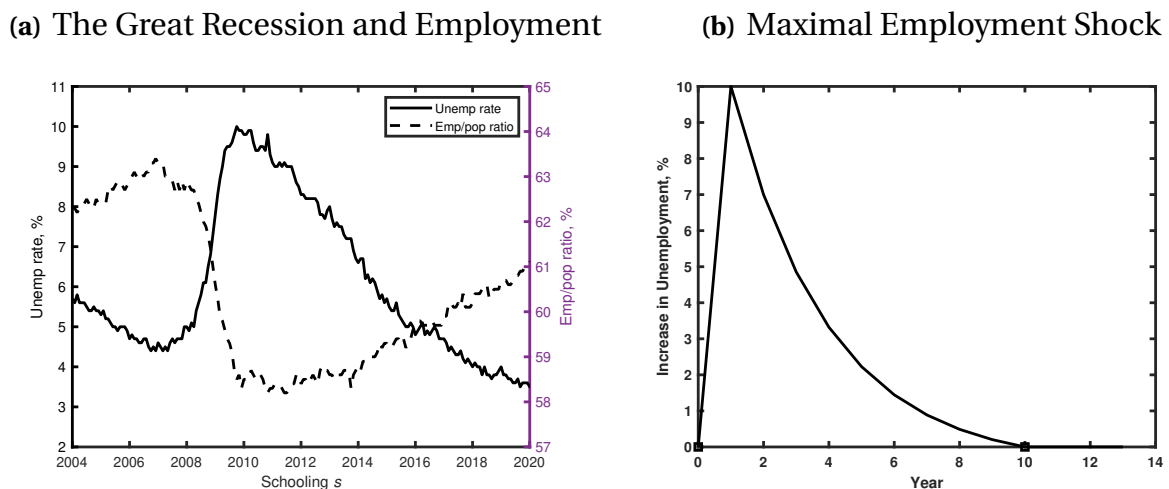 (a) The Great Recession and Employment
11
10
9
8
7
6
5
4
3
2
Unemp rate, %
65
64
63
62
61
60
59
58
57
Emp/pop ratio, %
Unemp rate
Emp/pop ratio
2004 2006 2008 2010 2012 2014 2016 2018 2020
Schooling s
(b) Maximal Employment Shock
10
9
8
7
6
5
4
3
2
1
0
Increase in Unemployment, %
0 2 4 6 8 10 12 14
Year